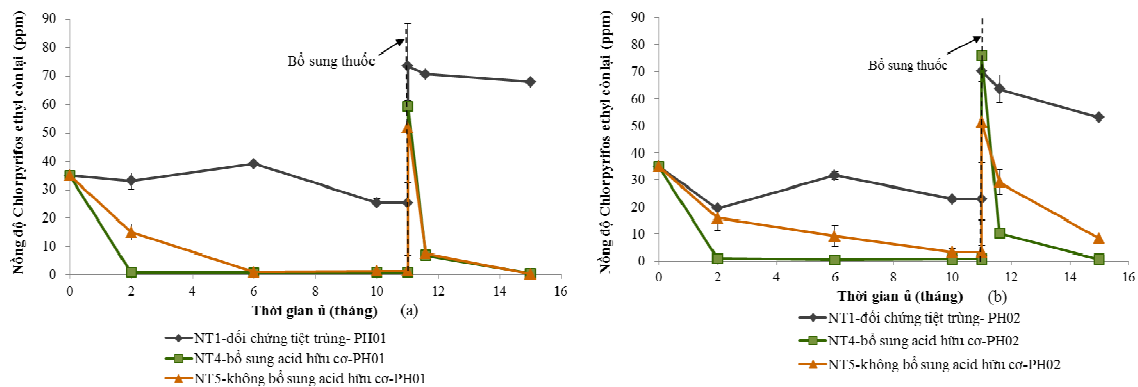 Nồng độ Chlorpyrifos ethyl còn lại (ppm)
90
80
70
60
50
40
30
20
10
0
Bổ sung thuốc
0 2 4 6 8 10 12 14 16
Thời gian ủ (tháng) (a)
NT1-đối chứng tiệt trùng- PH01
NT4-bổ sung acid hữu cơ-PH01
NT5-không bổ sung acid hữu cơ-PH01
Nồng độ Chlorpyrifos ethyl còn lại (ppm)
90
80
70
60
50
40
30
20
10
0
Bổ sung thuốc
0 2 4 6 8 10 12 14 16
Thời gian ủ (tháng) (b)
NT1-đối chứng tiệt trùng- PH02
NT4-bổ sung acid hữu cơ-PH02
NT5-không bổ sung acid hữu cơ-PH02